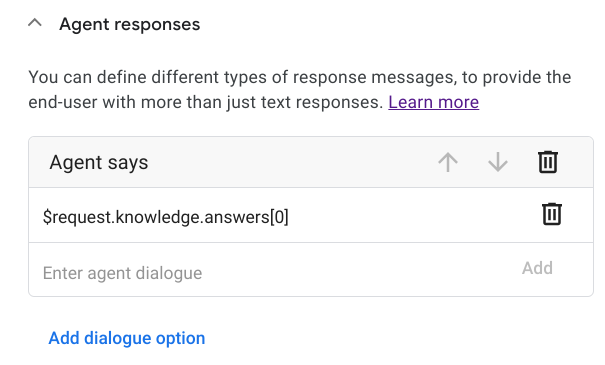 Agent responses
You can define different types of response messages, to provide the
end-user with more than just text responses. Learn more
Agent says
$request.knowledge.answers[0]
Enter agent dialogue
Add
Add dialogue option